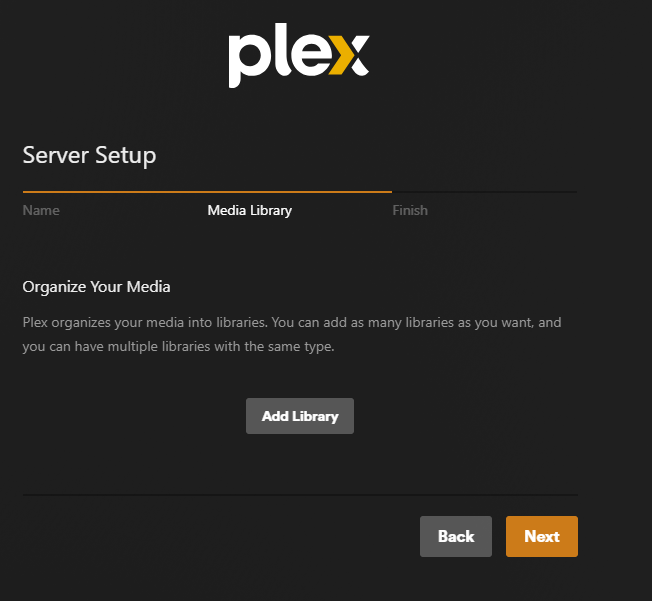 plex
Server Setup
Name
Media Library
Finish
Organize Your Media
Plex organizes your media into libraries. You can add as many libraries as you want, and
you can have multiple libraries with the same type.
Add Library
Back
Next